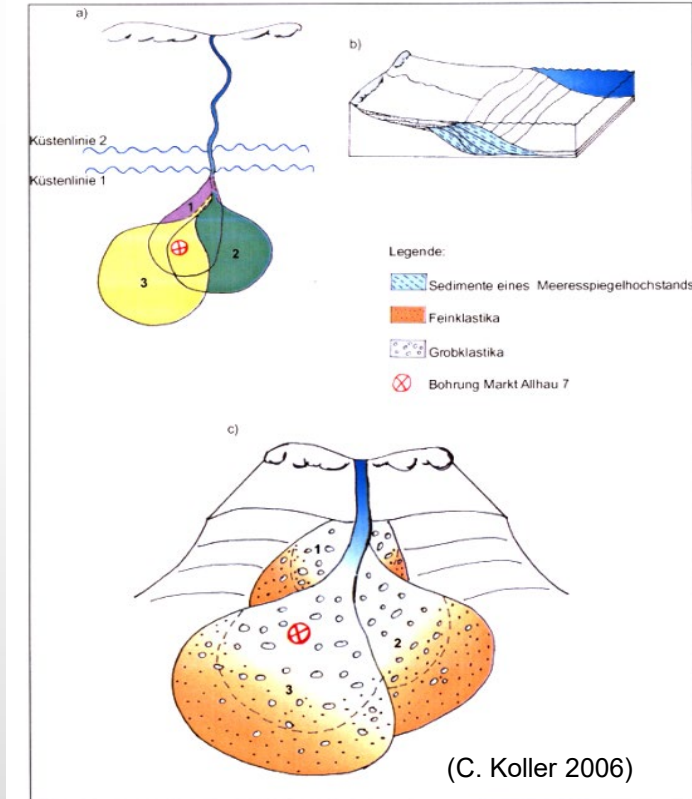 a)
b)
Küstenlinie 2
Küstenlinie 1
1
2
3
Legende:
Sedimente eines Meeresspiegelhochstands
Feinklastika
Grobklastika
Bohrung Markt Allhau 7
c)
1
2
3
(C. Koller 2006)